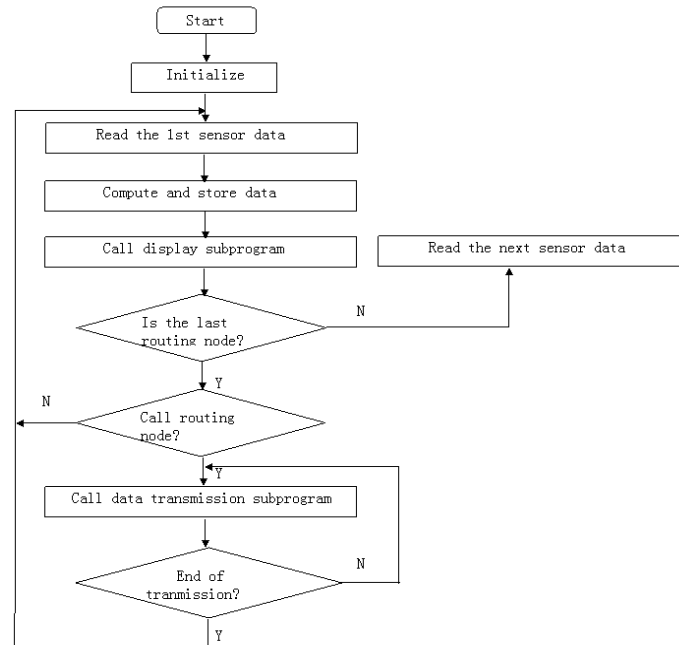 Start
Initialize
Read the 1st sensor data
Compute and store data
Call display subprogram
Read the next sensor data
N
Is the last
routing node?
Y
N
Call routing
node?
Y
Call data transmission subprogram
N
End of
tranmission?
Y